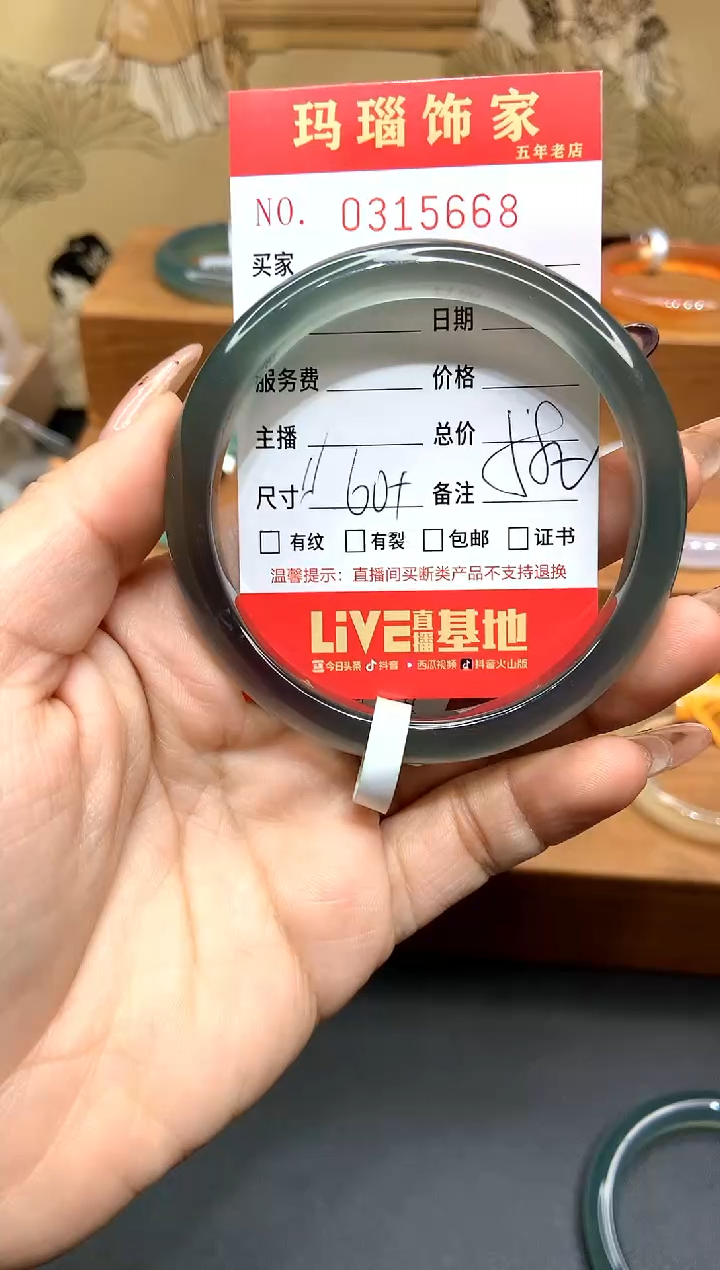 玛瑙饰家
五年老店
NO. 0315668
买家
日期
服务费 价格
主播 总价
尺寸 60+ 备注
有纹 有裂 包邮 证书
温馨提示：直播间买断类产品不支持退换
LiVE直播基地
今日头条 抖音 西瓜视频 抖音火山版